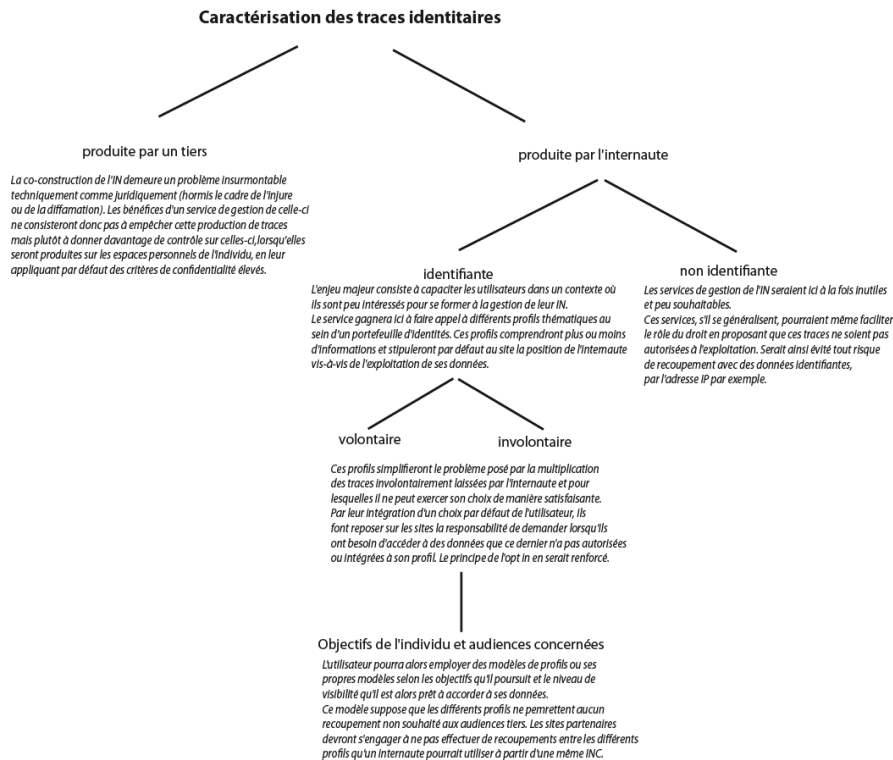 Caractérisation des traces identitaires
produite par un tiers
La co-construction de l'IN demeure un problème insurmontable
techniquement comme juridiquement (hormis le cadre de l'injure
ou de la diffamation). Les bénéfices d'un service de gestion de celle-ci
ne consisteront donc pas à empêcher cette production de traces
mais plutôt à donner davantage de contrôle sur celles-ci,lorsqu'elles
seront produites sur les espaces personnels de l'individu, en leur
appliquant par défaut des critères de confidentialité élevés.
produite par l'internaute
identifiante
L'enjeu majeur consiste à capaciter les utilisateurs dans un contexte où
ils sont peu intéressés pour se former à la gestion de leur IN.
Le service gagnera ici à faire appel à différents profils thématiques au
sein d'un portefeuille d'identités. Ces profils comprendront plus ou moins
d'informations et stipuleront par défaut au site la position de l'internaute
vis-à-vis de l'exploitation de ses données.
non identifiante
Les services de gestion de l'IN seraient ici à la fois inutiles
et peu souhaitables.
Ces services, s'il se généralisent, pourraient même faciliter
le rôle du droit en proposant que ces traces ne soient pas
autorisées à l'exploitation. Serait ainsi évité tout risque
de recoupement avec des données identifiantes,
par l'adresse IP par exemple.
volontaire
involontaire
Ces profils simplifieront le problème posé par la multiplication
des traces involontairement laissées par l'internaute et pour
lesquelles il ne peut exercer son choix de manière satisfaisante.
Par leur intégration d'un choix par défaut de l'utilisateur, ils
font reposer sur les sites la responsabilité de demander lorsqu'ils
ont besoin d'accéder à des données que ce dernier n'a pas autorisées
ou intégrées à son profil. Le principe de l'opt in en serait renforcé.
Objectifs de l'individu et audiences concernées
L'utilisateur pourra alors employer des modèles de profils ou ses
propres modèles selon les objectifs qu'il poursuit et le niveau de
visibilité qu'il est alors prêt à accorder à ses données.
Ce modèle suppose que les différents profils ne pemrettent aucun
recoupement non souhaité aux audiences tiers. Les sites partenaires
devront s'engager à ne pas effectuer de recoupements entre les différents
profils qu'un internaute pourrait utiliser à partir d'une même INC.